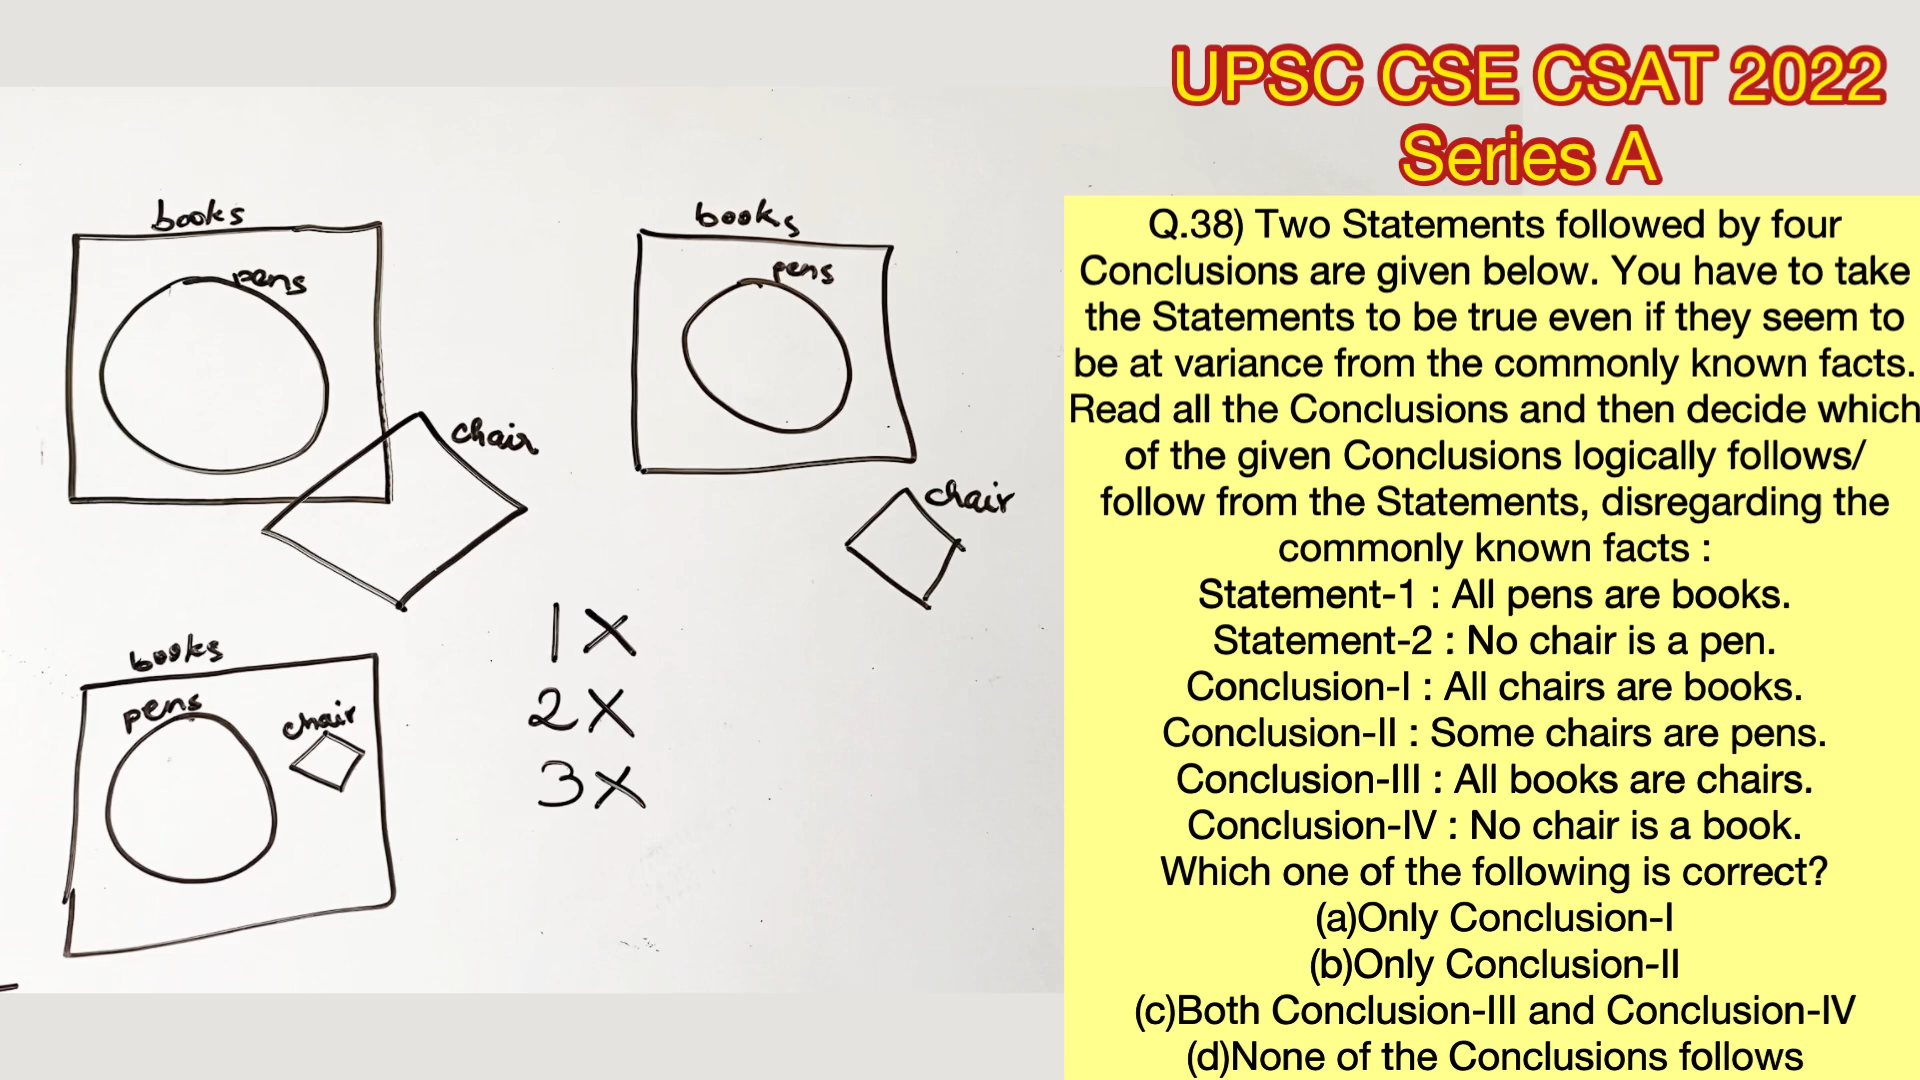 UPSC CSE CSAT 2022
Series A
books
pens
chair
books
pens
chair
books
pens
chair
1 X
2 X
3 X
Q.38) Two Statements followed by four
Conclusions are given below. You have to take
the Statements to be true even if they seem to
be at variance from the commonly known facts.
Read all the Conclusions and then decide which
of the given Conclusions logically follows/
follow from the Statements, disregarding the
commonly known facts :
Statement-1 : All pens are books.
Statement-2 : No chair is a pen.
Conclusion-I : All chairs are books.
Conclusion-II : Some chairs are pens.
Conclusion-III : All books are chairs.
Conclusion-IV : No chair is a book.
Which one of the following is correct?
(a)Only Conclusion-I
(b)Only Conclusion-II
(c)Both Conclusion-III and Conclusion-IV
(d)None of the Conclusions follows